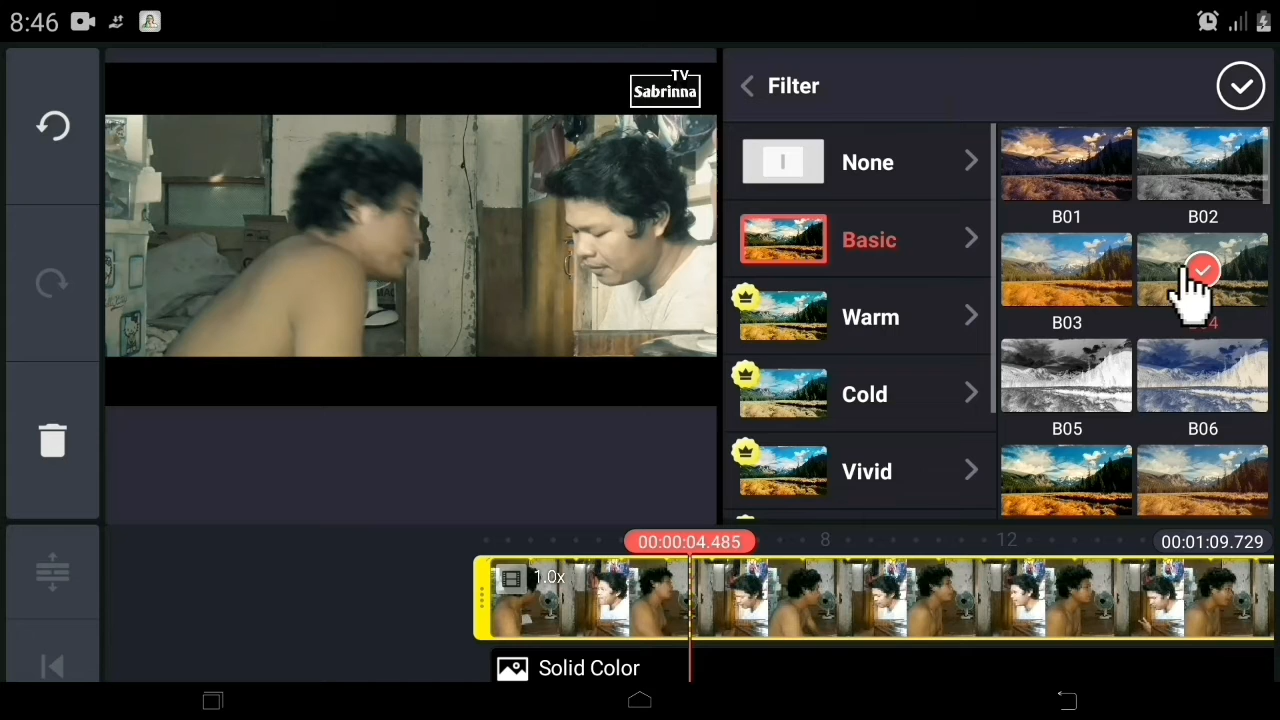 8:46
TV
Sabrinna
Filter
None
Basic
Warm
Cold
Vivid
B01
B02
B03
B05
B06
00:00:04.485
8
12
00:01:09.729
1.0x
Solid Color